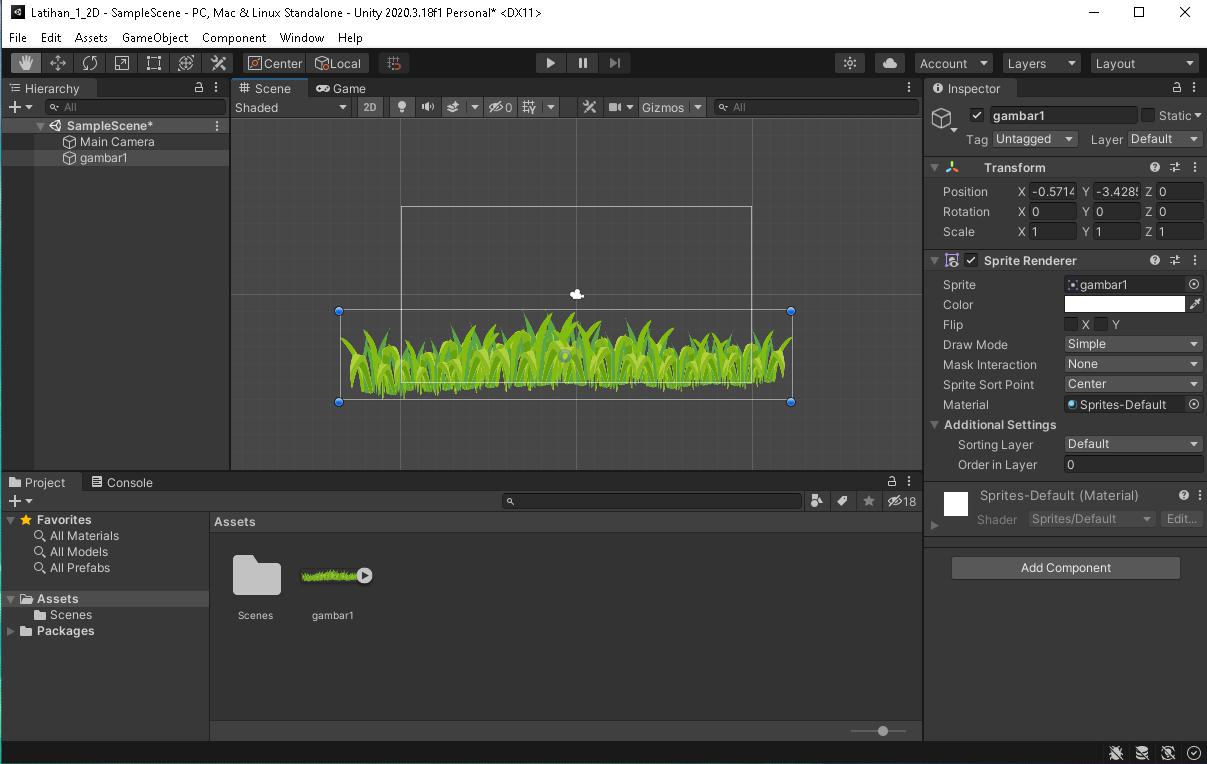 Latihan_1_2D - SampleScene - PC, Mac & Linux Standalone - Unity 2020.3.18f1 Personal* <DX11>
File Edit Assets GameObject Component Window Help
Center Local Account Layers Layout
Hierarchy
All
SampleScene*
Main Camera
gambar1
Scene Game
Shaded 2D 0 Gizmos All
Inspector
gambar1 Static
Tag Untagged Layer Default
Transform
Position X -0.5714 Y -3.428 Z 0
Rotation X 0 Y 0 Z 0
Scale X 1 Y 1 Z 1
Sprite Renderer
Sprite gambar1
Color
Flip X Y
Draw Mode Simple
Mask Interaction None
Sprite Sort Point Center
Material Sprites-Default
Additional Settings
Sorting Layer Default
Order in Layer 0
Sprites-Default (Material)
Shader Sprites/Default Edit...
Add Component
Project Console
18
Favorites
All Materials
All Models
All Prefabs
Assets
Scenes
Packages
Assets
Scenes gambar1